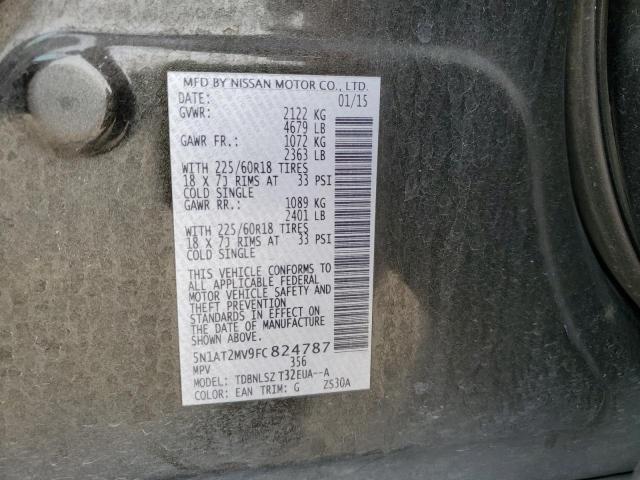 MFD BY NISSAN MOTOR CO., LTD.
DATE: 01/15
GVWR: 2122 KG
4679 LB
GAWR FR.: 1072 KG
2363 LB
WITH 225/60R18 TIRES
18 X 7J RIMS AT 33 PSI
COLD SINGLE
GAWR RR.: 1089 KG
2401 LB
WITH 225/60R18 TIRES
18 X 7J RIMS AT 33 PSI
COLD SINGLE
THIS VEHICLE CONFORMS TO
ALL APPLICABLE FEDERAL
MOTOR VEHICLE SAFETY AND
THEFT PREVENTION
STANDARDS IN EFFECT ON
THE DATE OF MANUFACTURE
SHOWN ABOVE.
5N1AT2MV9FC824787
MPV 356
MODEL: TDBNLSZ T32EUA--A
COLOR: EAN TRIM: G ZS30A